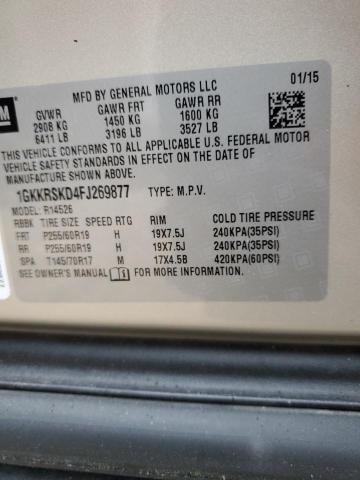 GM
MFD BY GENERAL MOTORS LLC 01/15
GVWR GAWR FRT GAWR RR
2908 KG 1450 KG 1600 KG
6411 LB 3196 LB 3527 LB
THIS VEHICLE CONFORMS TO ALL APPLICABLE U.S. FEDERAL MOTOR
VEHICLE SAFETY STANDARDS IN EFFECT ON THE DATE OF
MANUFACTURE SHOWN ABOVE.
1GKKRSKD4FJ269877 TYPE: M.P.V.
MODEL: R14526
RBBK TIRE SIZE SPEED RTG RIM COLD TIRE PRESSURE
FRT P255/60R19 H 19X7.5J 240KPA(35PSI)
RR P255/60R19 H 19X7.5J 240KPA(35PSI)
SPA T145/70R17 M 17X4.5B 420KPA(60PSI)
SEE OWNER'S MANUAL FOR MORE INFORMATION.